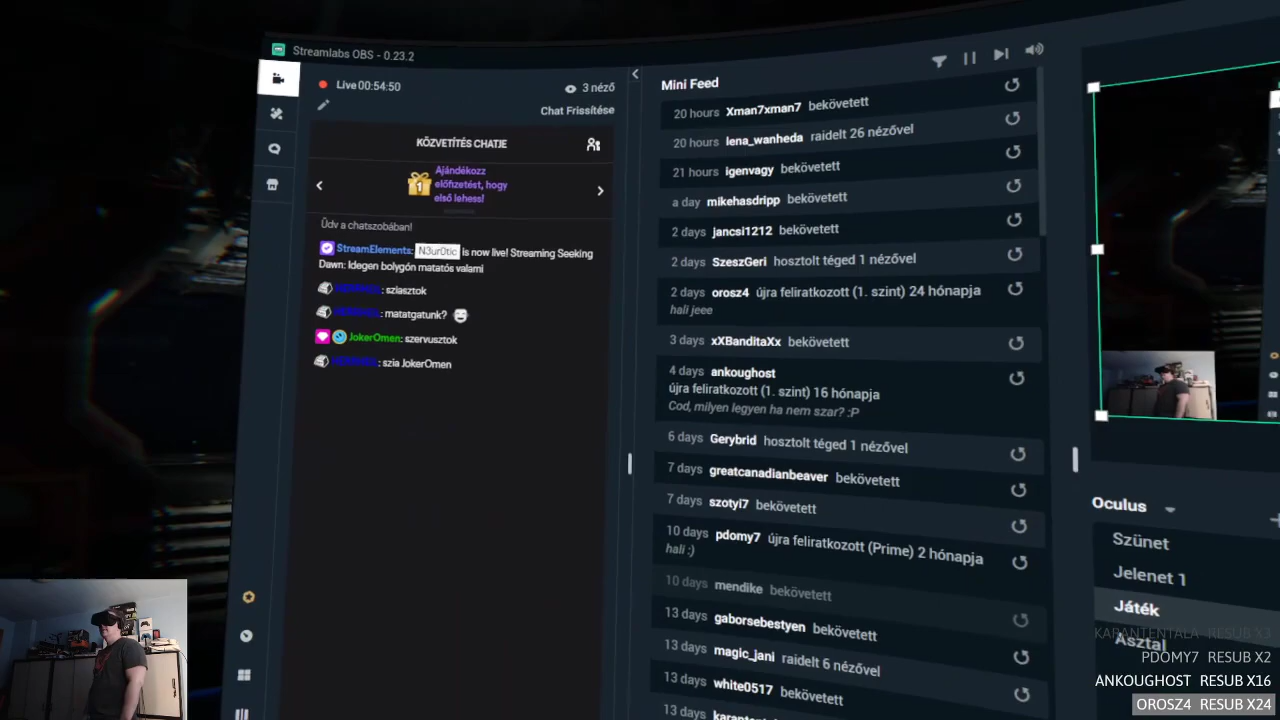 Streamlabs OBS - 0.23.2
Live 00:54:50
3 néző
Chat Frissítése
KÖZVETÍTÉS CHATJE
1
Ajándékozz
előfizetést, hogy
első lehess!
Üdv a chatszobában!
StreamElements: N3ur0tic is now live! Streaming Seeking
Dawn: Idegen bolygón matatós valami
: sziasztok
: matatgatunk?
JokerOmen: szervusztok
: szia JokerOmen
Mini Feed
20 hours Xman7xman7 bekövetett
20 hours lena_wanheda raidelt 26 nézővel
21 hours igenvagy bekövetett
a day mikehasdripp bekövetett
2 days jancsi1212 bekövetett
2 days SzeszGeri hosztolt téged 1 nézővel
2 days orosz4 újra feliratkozott (1. szint) 24 hónapja
hali jeee
3 days xXBanditaXx bekövetett
4 days ankoughost
újra feliratkozott (1. szint) 16 hónapja
Cod, milyen legyen ha nem szar? :P
6 days Gerybrid hosztolt téged 1 nézővel
7 days greatcanadianbeaver bekövetett
7 days szotyi7 bekövetett
10 days pdomy7 újra feliratkozott (Prime) 2 hónapja
hali ;)
10 days mendike bekövetett
13 days gaborsebestyen bekövetett
13 days magic_jani raidelt 6 nézővel
13 days white0517 bekövetett
13 days
Oculus
Szünet
Jelenet 1
Játék
Asztal
KARANTENTALA RESUB X3
PDOMY7 RESUB X2
ANKOUGHOST RESUB X16
OROSZ4 RESUB X24